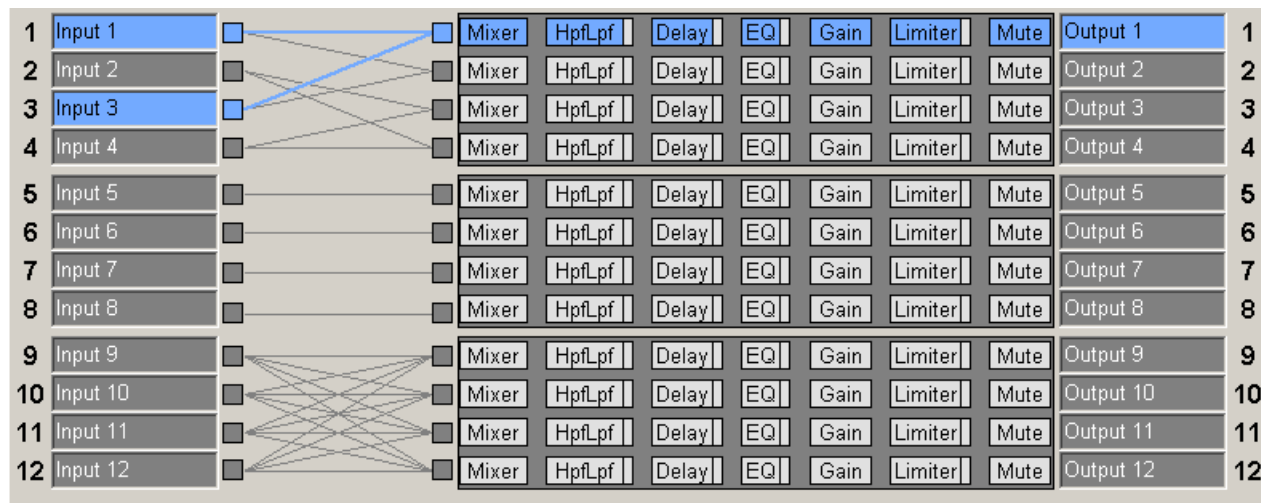 1 Input 1 Mixer HpfLpf Delay EQ Gain Limiter Mute Output 1 1
2 Input 2 Mixer HpfLpf Delay EQ Gain Limiter Mute Output 2 2
3 Input 3 Mixer HpfLpf Delay EQ Gain Limiter Mute Output 3 3
4 Input 4 Mixer HpfLpf Delay EQ Gain Limiter Mute Output 4 4
5 Input 5 Mixer HpfLpf Delay EQ Gain Limiter Mute Output 5 5
6 Input 6 Mixer HpfLpf Delay EQ Gain Limiter Mute Output 6 6
7 Input 7 Mixer HpfLpf Delay EQ Gain Limiter Mute Output 7 7
8 Input 8 Mixer HpfLpf Delay EQ Gain Limiter Mute Output 8 8
9 Input 9 Mixer HpfLpf Delay EQ Gain Limiter Mute Output 9 9
10 Input 10 Mixer HpfLpf Delay EQ Gain Limiter Mute Output 10 10
11 Input 11 Mixer HpfLpf Delay EQ Gain Limiter Mute Output 11 11
12 Input 12 Mixer HpfLpf Delay EQ Gain Limiter Mute Output 12 12